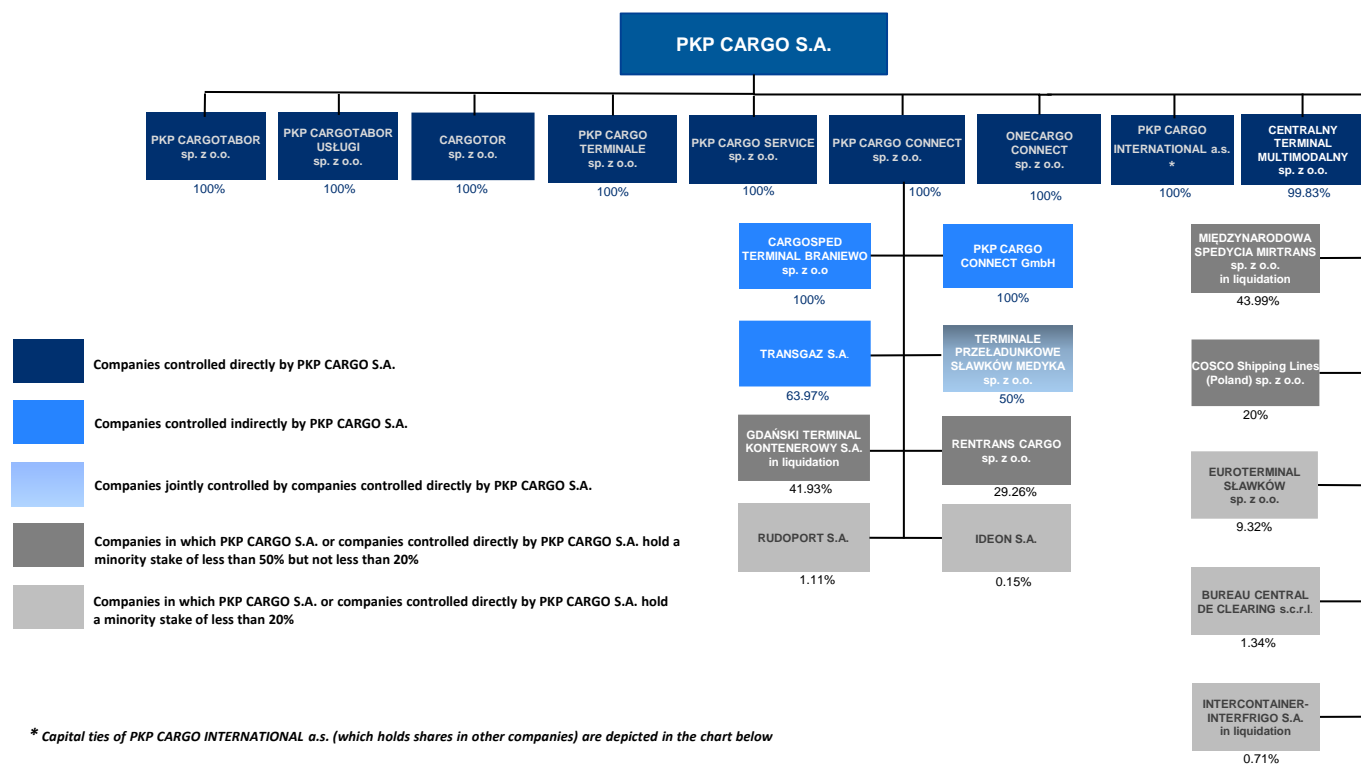 PKP CARGO S.A.
PKP CARGOTABOR
sp. z o.o.
100%
PKP CARGOTABOR
USŁUGI
sp. z o.o.
100%
CARGOTOR
sp. z o.o.
100%
PKP CARGO
TERMINALE
sp. z o.o.
100%
PKP CARGO SERVICE
sp. z o.o.
100%
PKP CARGO CONNECT
sp. z o.o.
100%
ONECARGO
CONNECT
sp. z o.o.
100%
PKP CARGO
INTERNATIONAL a.s.
*
100%
CENTRALNY
TERMINAL
MULTIMODALNY
sp. z o.o.
99.83%
CARGOSPED
TERMINAL BRANIEWO
sp. z o.o
100%
PKP CARGO
CONNECT GmbH
100%
TRANSGAZ S.A.
63.97%
TERMINALE
PRZEŁADUNKOWE
SŁAWKÓW MEDYKA
sp. z o.o.
50%
GDAŃSKI TERMINAL
KONTENEROWY S.A.
in liquidation
41.93%
RENTRANS CARGO
sp. z o.o.
29.26%
RUDOPORT S.A.
1.11%
IDEON S.A.
0.15%
MIĘDZYNARODOWA
SPEDYCIA MIRTRANS
sp. z o.o.
in liquidation
43.99%
COSCO Shipping Lines
(Poland) sp. z o.o.
20%
EUROTERMINAL
SŁAWKÓW
sp. z o.o.
9.32%
BUREAU CENTRAL
DE CLEARING s.c.r.l.
1.34%
INTERCONTAINER-
INTERFRIGO S.A.
in liquidation
0.71%
Companies controlled directly by PKP CARGO S.A.
Companies controlled indirectly by PKP CARGO S.A.
Companies jointly controlled by companies controlled directly by PKP CARGO S.A.
Companies in which PKP CARGO S.A. or companies controlled directly by PKP CARGO S.A. hold a
minority stake of less than 50% but not less than 20%
Companies in which PKP CARGO S.A. or companies controlled directly by PKP CARGO S.A. hold
a minority stake of less than 20%
* Capital ties of PKP CARGO INTERNATIONAL a.s. (which holds shares in other companies) are depicted in the chart below